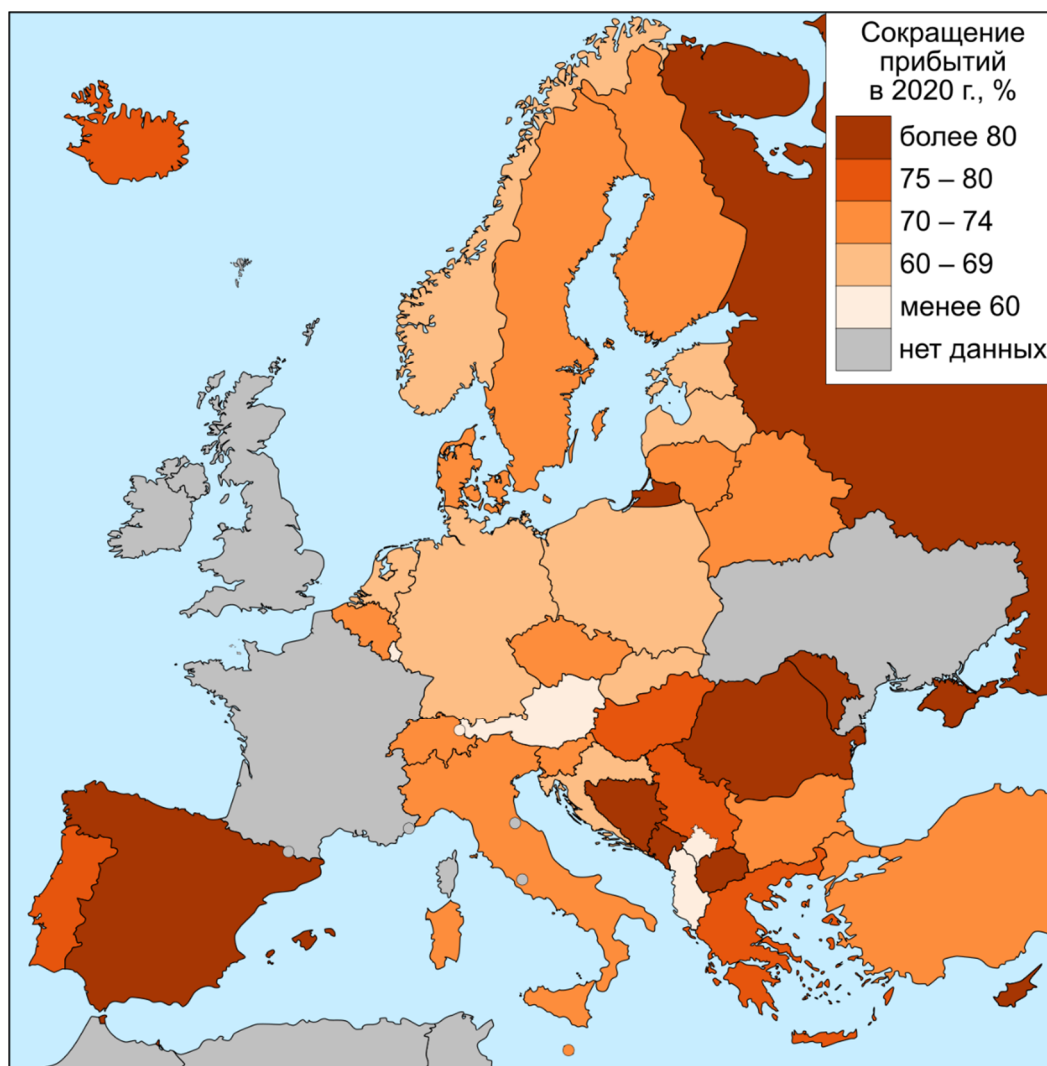 Сокращение
прибытий
в 2020 г., %
более 80
75 – 80
70 – 74
60 – 69
менее 60
нет данных